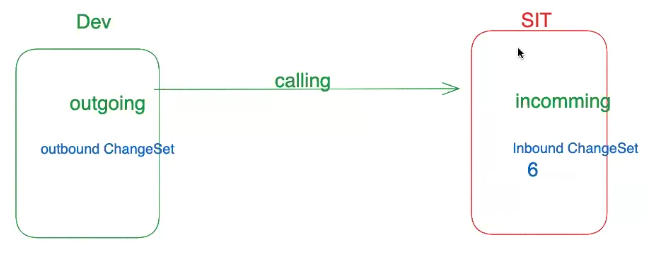 Dev
SIT
calling
outgoing
incomming
outbound ChangeSet
Inbound ChangeSet
6